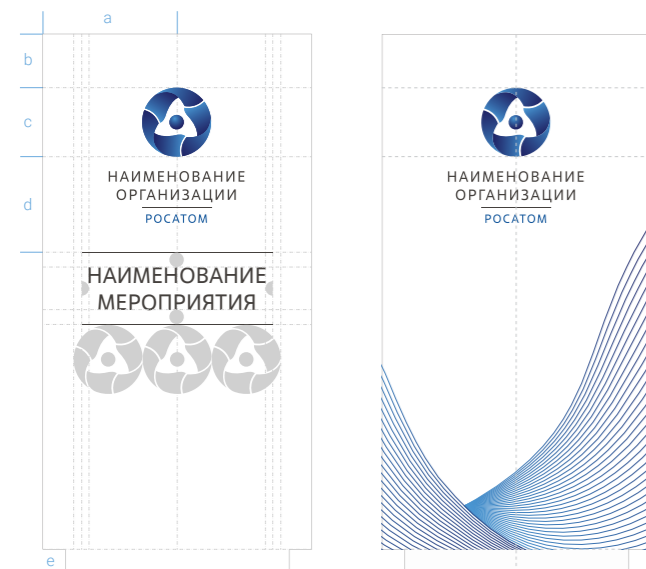 a
b
c
d
НАИМЕНОВАНИЕ
ОРГАНИЗАЦИИ
РОСАТОМ
НАИМЕНОВАНИЕ
МЕРОПРИЯТИЯ
e
НАИМЕНОВАНИЕ
ОРГАНИЗАЦИИ
РОСАТОМ